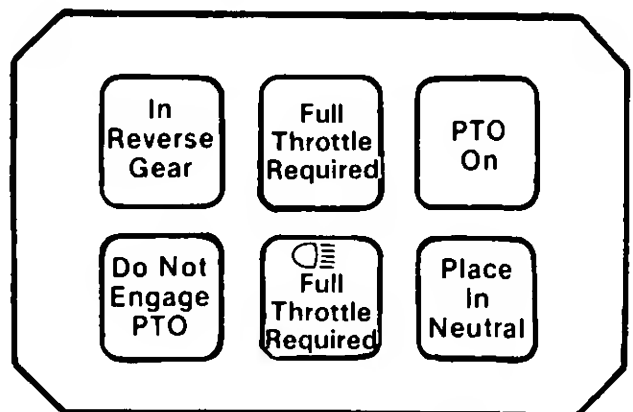 In
Reverse
Gear
Full
Throttle
Required
PTO
On
Do Not
Engage
PTO
Full
Throttle
Required
Place
In
Neutral